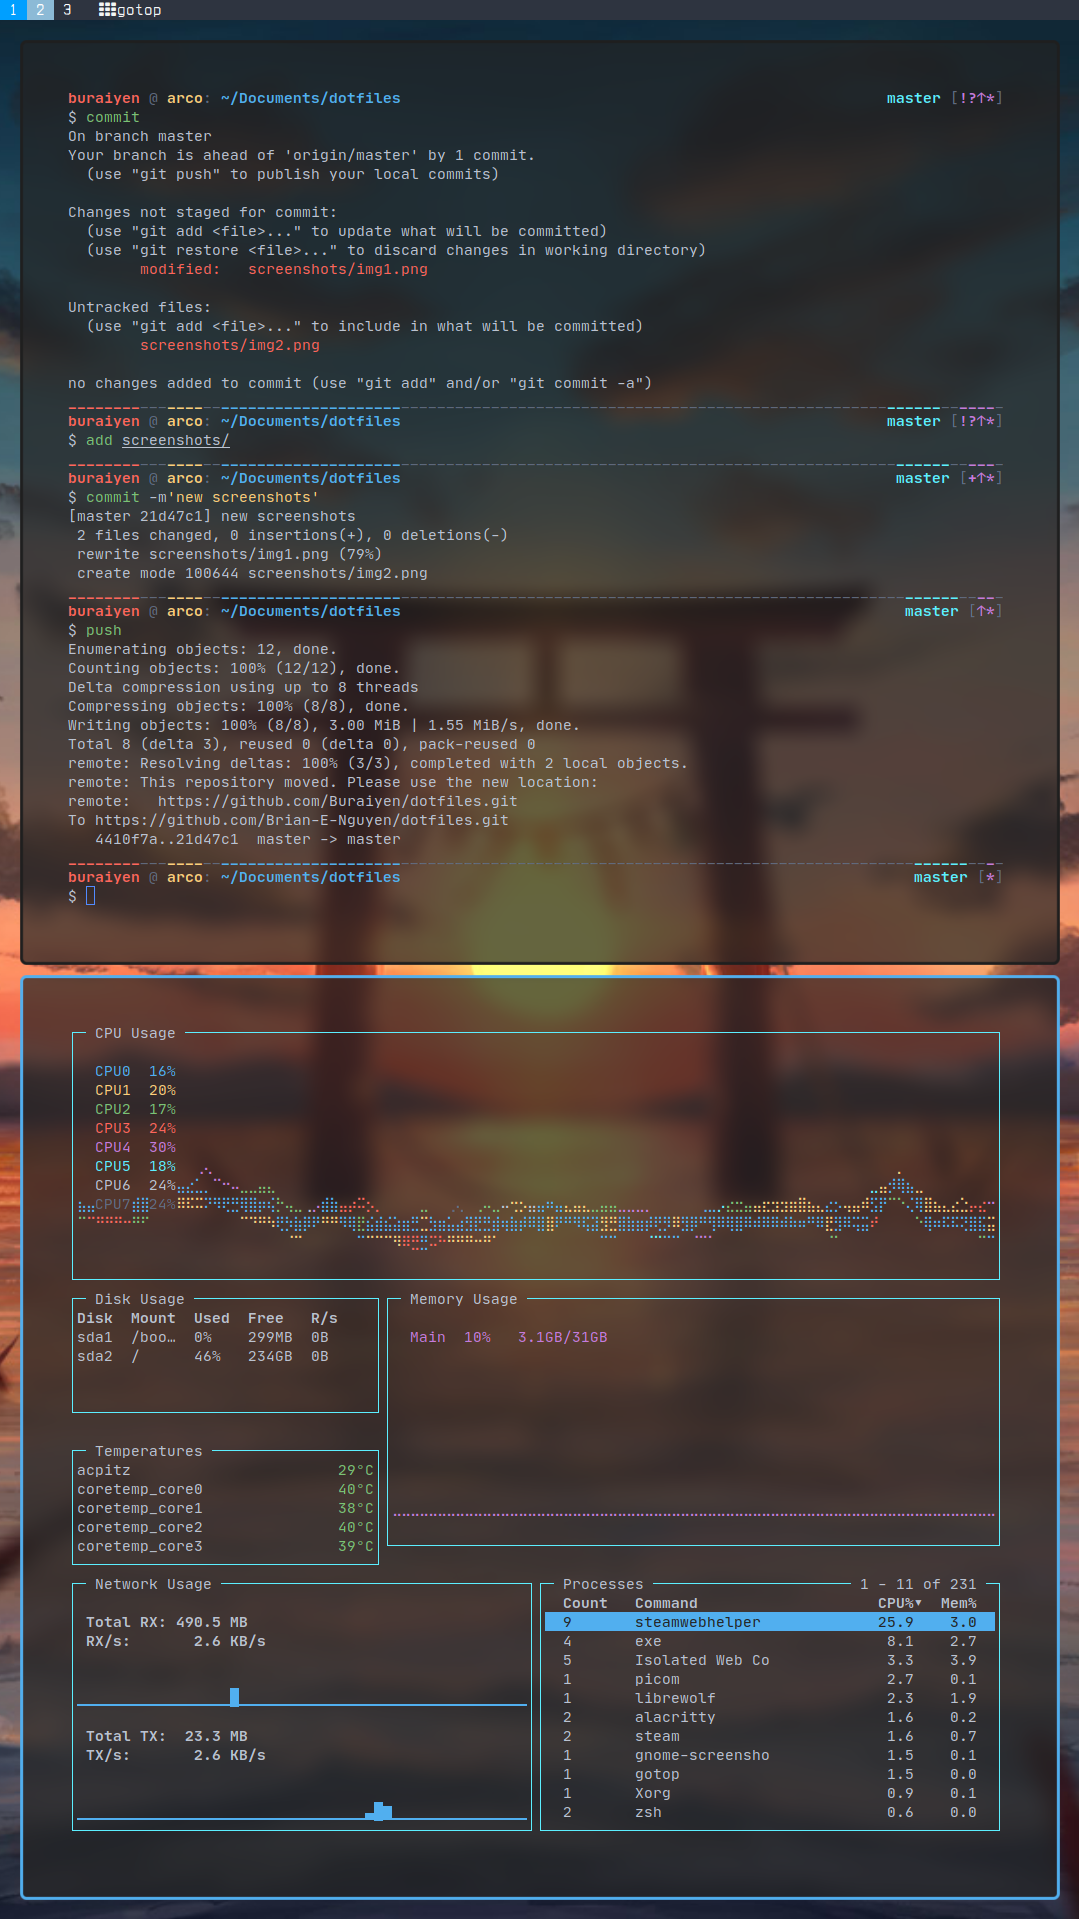 1 2 3 gotop
buraiyen @ arco: ~/Documents/dotfiles master [!?↑*]
$ commit
On branch master
Your branch is ahead of 'origin/master' by 1 commit.
(use "git push" to publish your local commits)
Changes not staged for commit:
(use "git add <file>..." to update what will be committed)
(use "git restore <file>..." to discard changes in working directory)
modified: screenshots/img1.png
Untracked files:
(use "git add <file>..." to include in what will be committed)
screenshots/img2.png
no changes added to commit (use "git add" and/or "git commit -a")
buraiyen @ arco: ~/Documents/dotfiles master [!?↑*]
$ add screenshots/
buraiyen @ arco: ~/Documents/dotfiles master [+↑*]
$ commit -m'new screenshots'
[master 21d47c1] new screenshots
2 files changed, 0 insertions(+), 0 deletions(-)
rewrite screenshots/img1.png (79%)
create mode 100644 screenshots/img2.png
buraiyen @ arco: ~/Documents/dotfiles master [↑*]
$ push
Enumerating objects: 12, done.
Counting objects: 100% (12/12), done.
Delta compression using up to 8 threads
Compressing objects: 100% (8/8), done.
Writing objects: 100% (8/8), 3.00 MiB | 1.55 MiB/s, done.
Total 8 (delta 3), reused 0 (delta 0), pack-reused 0
remote: Resolving deltas: 100% (3/3), completed with 2 local objects.
remote: This repository moved. Please use the new location:
remote: https://github.com/Buraiyen/dotfiles.git
To https://github.com/Brian-E-Nguyen/dotfiles.git
4410f7a..21d47c1 master -> master
buraiyen @ arco: ~/Documents/dotfiles master [*]
$
CPU Usage
CPU0 16%
CPU1 20%
CPU2 17%
CPU3 24%
CPU4 30%
CPU5 18%
CPU6 24%
CPU7 24%
Disk Usage
Disk Mount Used Free R/s
sda1 /boo… 0% 299MB 0B
sda2 / 46% 234GB 0B
Memory Usage
Main 10% 3.1GB/31GB
Temperatures
acpitz 29°C
coretemp_core0 40°C
coretemp_core1 38°C
coretemp_core2 40°C
coretemp_core3 39°C
Network Usage
Total RX: 490.5 MB
RX/s: 2.6 KB/s
Total TX: 23.3 MB
TX/s: 2.6 KB/s
Processes 1 - 11 of 231
Count Command CPU%▼ Mem%
9 steamwebhelper 25.9 3.0
4 exe 8.1 2.7
5 Isolated Web Co 3.3 3.9
1 picom 2.7 0.1
1 librewolf 2.3 1.9
2 alacritty 1.6 0.2
2 steam 1.6 0.7
1 gnome-screensho 1.5 0.1
1 gotop 1.5 0.0
1 Xorg 0.9 0.1
2 zsh 0.6 0.0